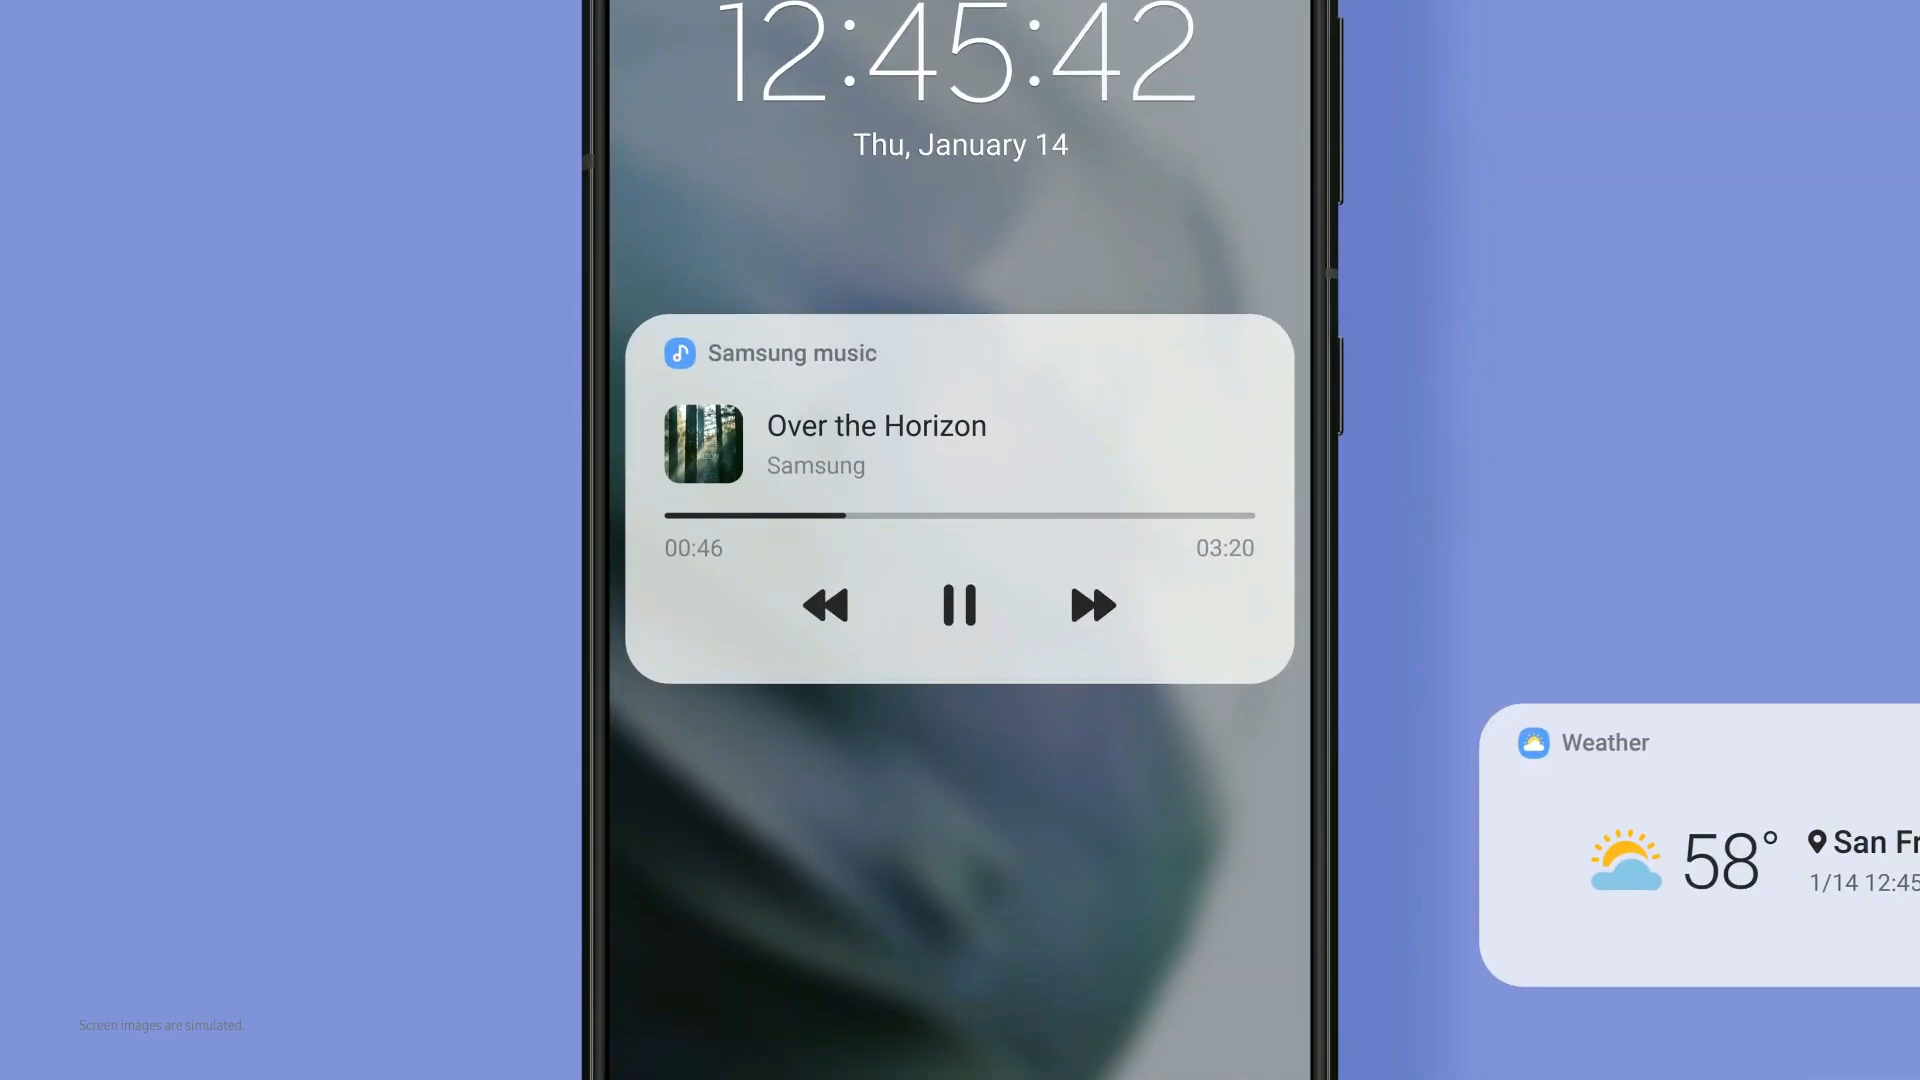 12:45:42
Thu, January 14
Samsung music
Over the Horizon
Samsung
00:46
03:20
Weather
58°
San Fr
1/14 12:45
Screen images are simulated.